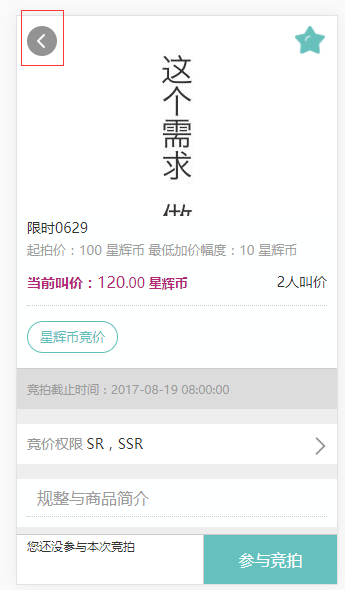 这个需求
限时0629
起拍价：100 星辉币 最低加价幅度：10 星辉币
当前叫价：120.00 星辉币
2人叫价
星辉币竞价
竞拍截止时间：2017-08-19 08:00:00
竞价权限 SR，SSR
规整与商品简介
您还没参与本次竞拍
参与竞拍